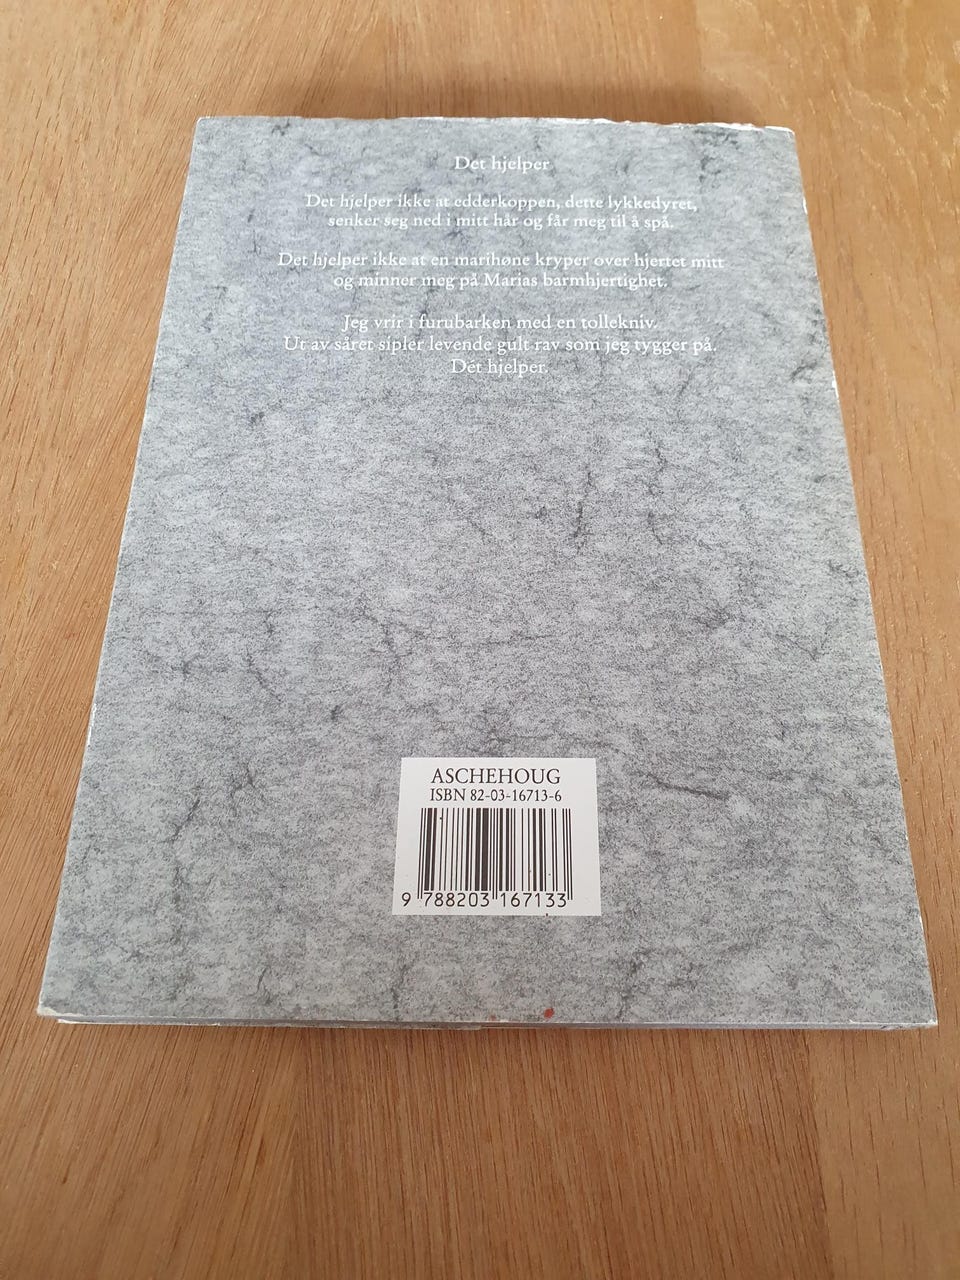 Det hjelper
Det hjelper ikke at edderkoppen, dette lykkedyret,
senker seg ned i mitt hår og får meg til å spå.
Det hjelper ikke at en marihøne kryper over hjertet mitt
og minner meg på Marias barmhjertighet.
Jeg vrir i furubarken med en tollekniv.
Ut av såret sipler levende gult rav som jeg tygger på.
Det hjelper.
ASCHEHOUG
ISBN 82-03-16713-6
9 788203 167133